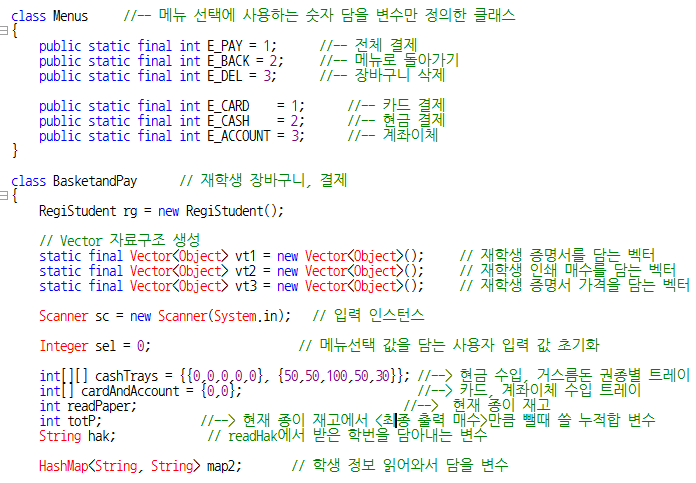 class Menus //-- 메뉴 선택에 사용하는 숫자 담을 변수만 정의한 클래스
{
public static final int E_PAY = 1; //-- 전체 결제
public static final int E_BACK = 2; //-- 메뉴로 돌아가기
public static final int E_DEL = 3; //-- 장바구니 삭제
public static final int E_CARD = 1; //-- 카드 결제
public static final int E_CASH = 2; //-- 현금 결제
public static final int E_ACCOUNT = 3; //-- 계좌이체
}
class BasketandPay // 재학생 장바구니, 결제
{
RegiStudent rg = new RegiStudent();
// Vector 자료구조 생성
static final Vector<Object> vt1 = new Vector<Object>(); // 재학생 증명서를 담는 벡터
static final Vector<Object> vt2 = new Vector<Object>(); // 재학생 인쇄 매수를 담는 벡터
static final Vector<Object> vt3 = new Vector<Object>(); // 재학생 증명서 가격을 담는 벡터
Scanner sc = new Scanner(System.in); // 입력 인스턴스
Integer sel = 0; // 메뉴선택 값을 담는 사용자 입력 값 초기화
int[][] cashTrays = {{0,0,0,0,0}, {50,50,100,50,30}}; //--> 현금 수입, 거스름돈 권종별 트레이
int[] cardAndAccount = {0,0}; //--> 카드, 계좌이체 수입 트레이
int readPaper; //--> 현재 종이 재고
int totP; //--> 현재 종이 재고에서 <최종 출력 매수>만큼 뺄때 쓸 누적합 변수
String hak; // readHak에서 받은 학번을 담아내는 변수
HashMap<String, String> map2; // 학생 정보 읽어와서 담을 변수